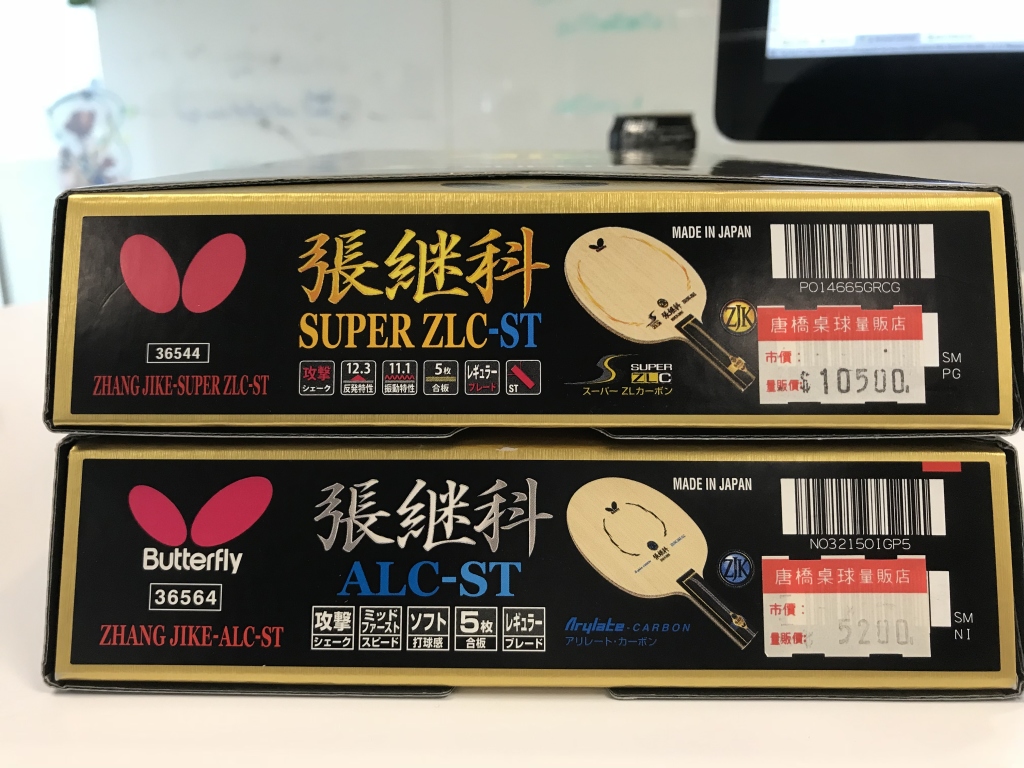 張継科
SUPER ZLC-ST
36544
ZHANG JIKE-SUPER ZLC-ST
攻撃
シェーク
12.3
反発特性
11.1
振動特性
5枚
合板
レギュラー
ブレード
ST
S SUPER
ZLC
スーパー ZLカーボン
MADE IN JAPAN
ZJK
PO14665GRCG
唐橋桌球量販店
市價:
量販價:$10500.
SM
PG
Butterfly
36564
ZHANG JIKE-ALC-ST
張継科
ALC-ST
攻撃
シェーク
ミッド
ファースト
スピード
ソフト
打球感
5枚
合板
レギュラー
ブレード
Arylate-CARBON
アリレート・カーボン
MADE IN JAPAN
ZJK
NO32150IGP5
唐橋桌球量販店
市價:
量販價:$5200.
SM
NI